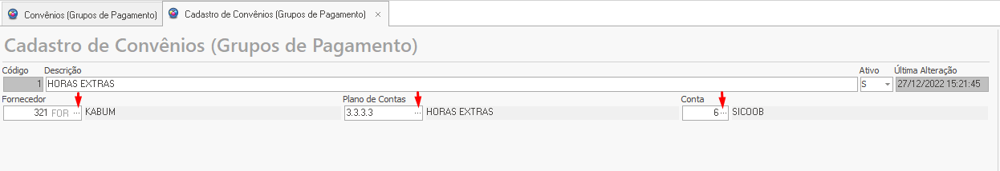 Convênios (Grupos de Pagamento) Cadastro de Convênios (Grupos de Pagamento) ×
Cadastro de Convênios (Grupos de Pagamento)
Código Descrição Ativo Última Alteração
1 HORAS EXTRAS S 27/12/2022 15:21:45
Fornecedor Plano de Contas Conta
321 FOR ... KABUM 3.3.3.3 ... HORAS EXTRAS 6 ... SICOOB